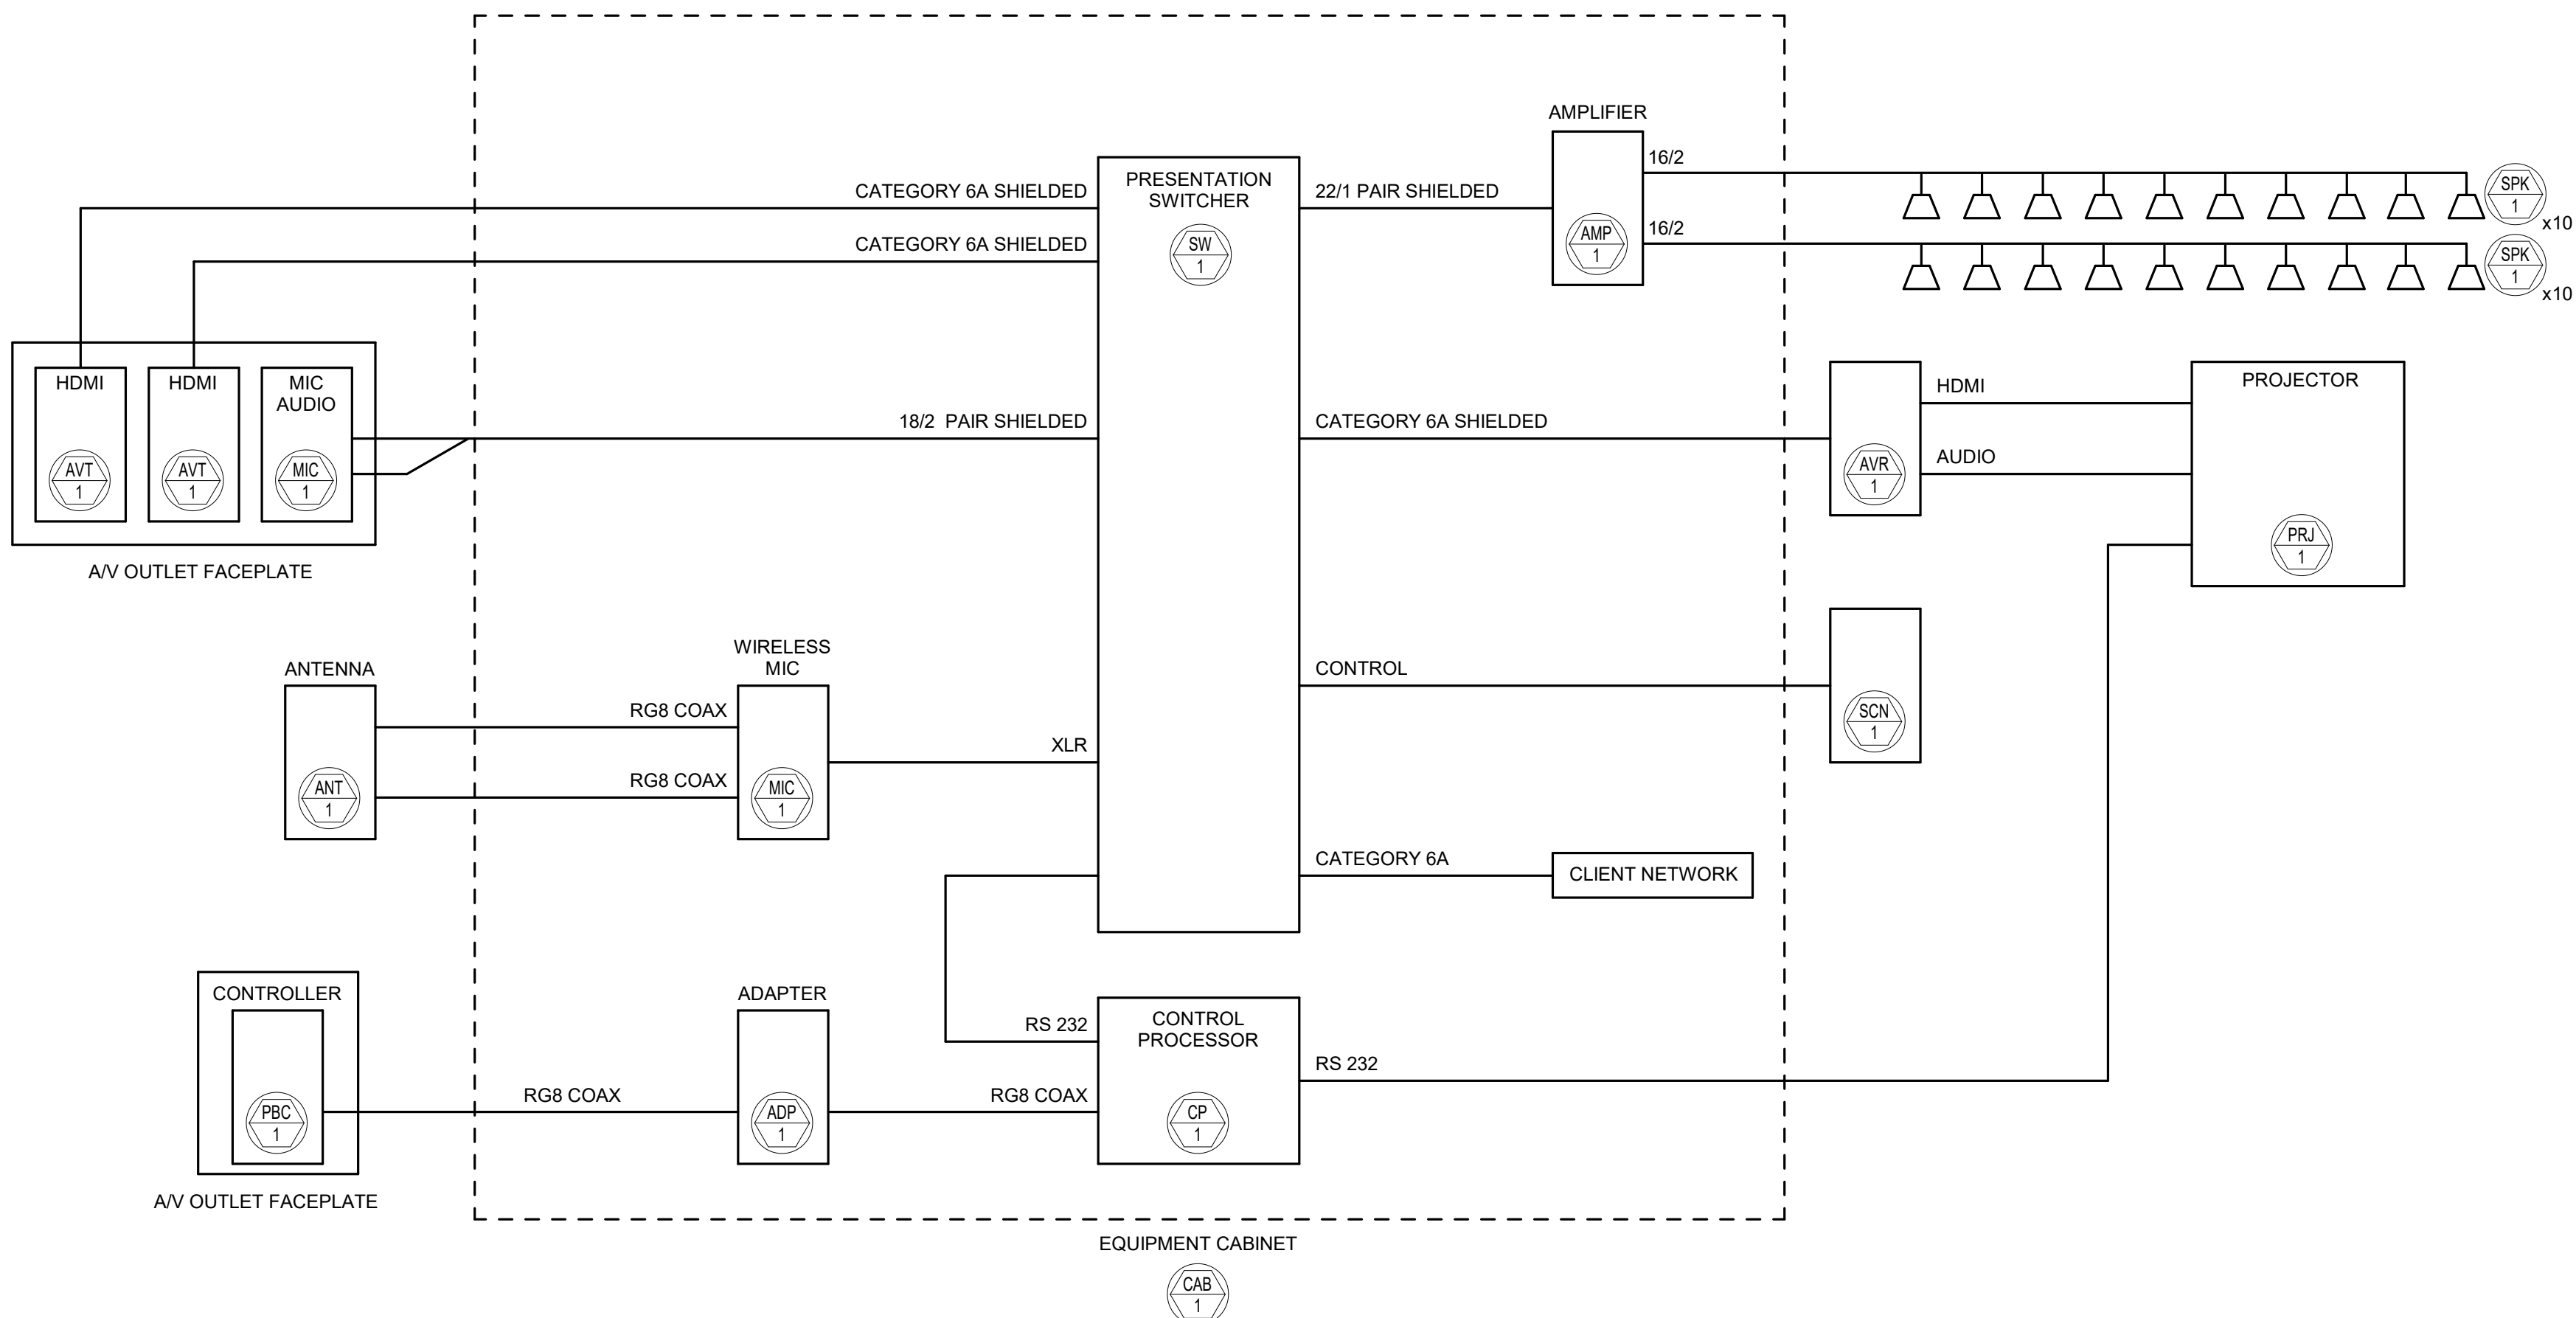 AMPLIFIER
16/2
AMP
1
16/2
SPK
1
x10
SPK
1
x10
CATEGORY 6A SHIELDED
CATEGORY 6A SHIELDED
PRESENTATION
SWITCHER
SW
1
22/1 PAIR SHIELDED
HDMI
AVT
1
HDMI
AVT
1
MIC
AUDIO
MIC
1
A/V OUTLET FACEPLATE
18/2 PAIR SHIELDED
CATEGORY 6A SHIELDED
AVR
1
HDMI
AUDIO
PROJECTOR
PRJ
1
ANTENNA
ANT
1
RG8 COAX
RG8 COAX
WIRELESS
MIC
MIC
1
XLR
CONTROL
SCN
1
CATEGORY 6A
CLIENT NETWORK
CONTROLLER
PBC
1
A/V OUTLET FACEPLATE
RG8 COAX
ADAPTER
ADP
1
RS 232
RG8 COAX
CONTROL
PROCESSOR
CP
1
RS 232
EQUIPMENT CABINET
CAB
1